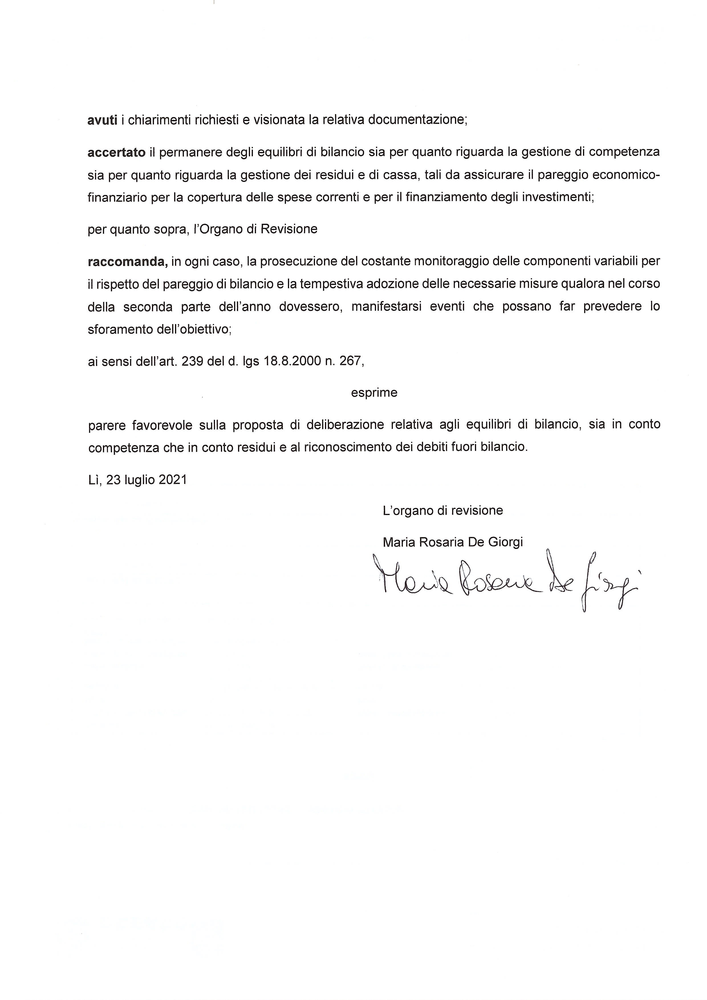 avuti i chiarimenti richiesti e visionata la relativa documentazione;
accertato il permanere degli equilibri di bilancio sia per quanto riguarda la gestione di competenza
sia per quanto riguarda la gestione dei residui e di cassa, tali da assicurare il pareggio economico-
finanziario per la copertura delle spese correnti e per il finanziamento degli investimenti;
per quanto sopra, l'Organo di Revisione
raccomanda, in ogni caso, la prosecuzione del costante monitoraggio delle componenti variabili per
il rispetto del pareggio di bilancio e la tempestiva adozione delle necessarie misure qualora nel corso
della seconda parte dell'anno dovessero, manifestarsi eventi che possano far prevedere lo
sforamento dell'obiettivo;
ai sensi dell'art. 239 del d. lgs 18.8.2000 n. 267,
esprime
parere favorevole sulla proposta di deliberazione relativa agli equilibri di bilancio, sia in conto
competenza che in conto residui e al riconoscimento dei debiti fuori bilancio.
Lì, 23 luglio 2021
L'organo di revisione
Maria Rosaria De Giorgi
Maria Rosaria De Giorgi